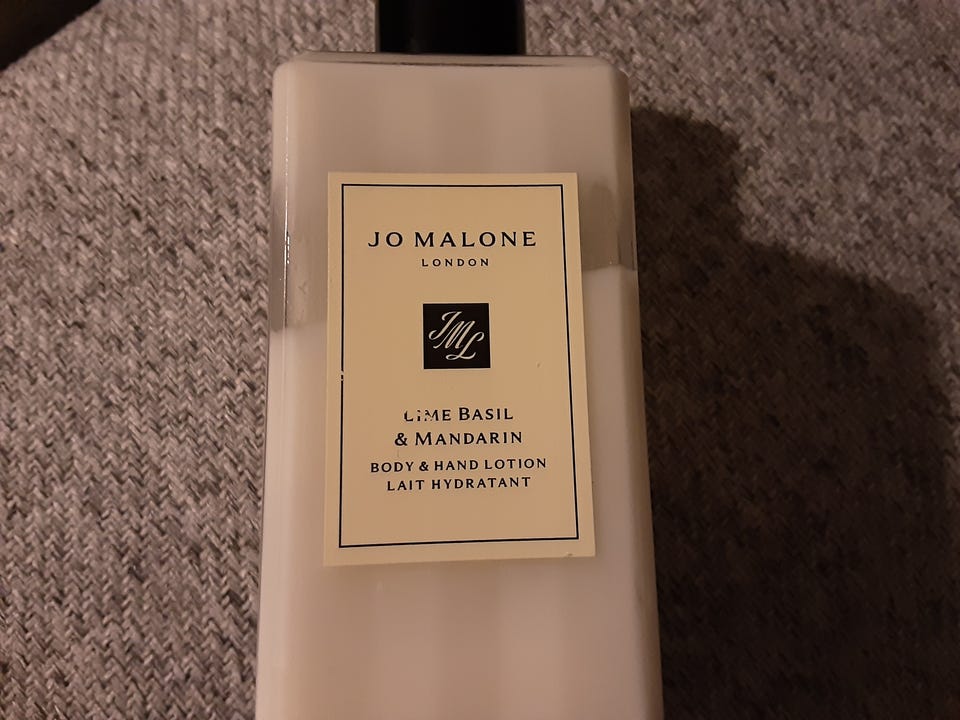 JO MALONE
LONDON
JML
LIME BASIL
& MANDARIN
BODY & HAND LOTION
LAIT HYDRATANT